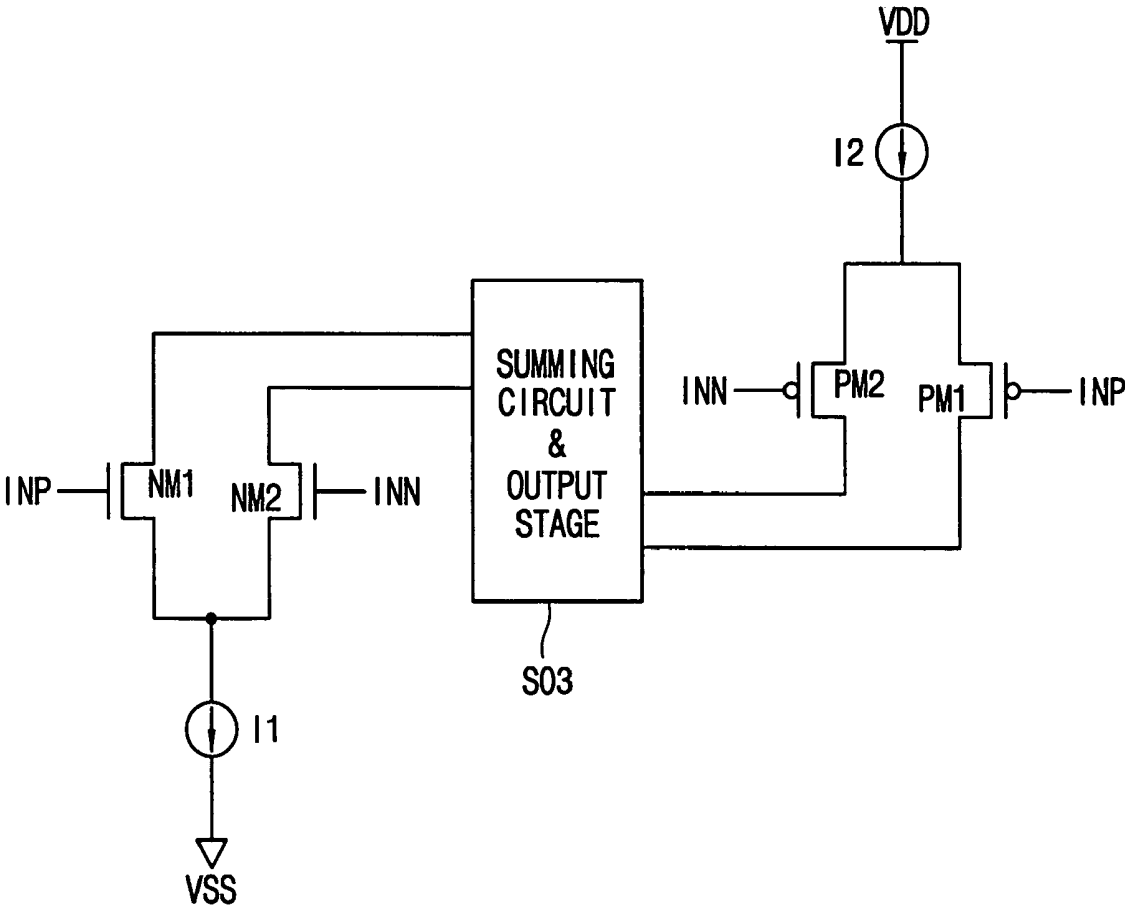 VDD
I2
SUMMING
CIRCUIT
&
OUTPUT
STAGE
INN
PM2
PM1
INP
INP
NM1
NM2
INN
S03
I1
VSS